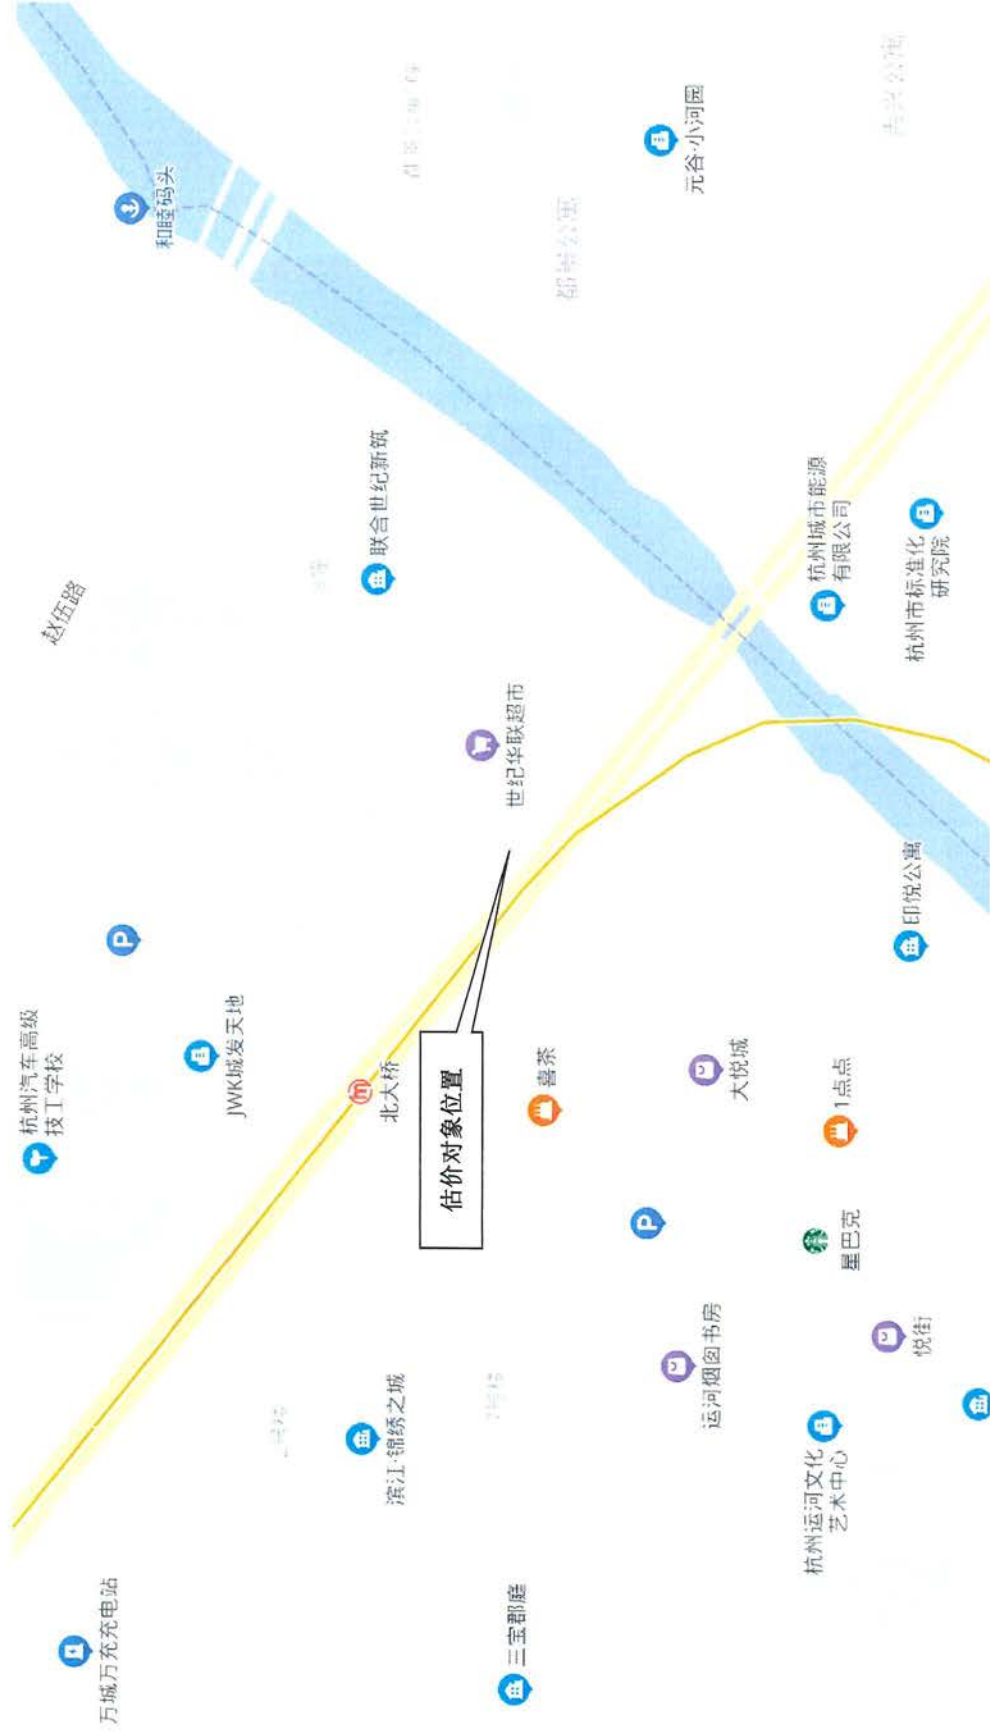 万城万充充电站
杭州汽车高级
技工学校
JWK城发天地
赵伍路
和睦码头
滨江·锦绣之城
北大桥
联合世纪新筑
估价对象位置
世纪华联超市
三宝郡庭
喜茶
都特公寓
运河烟囱书房
大悦城
元谷·小河园
杭州运河文化
艺术中心
星巴克
1点点
杭州城市能源
有限公司
悦街
印悦公寓
杭州市标准化
研究院